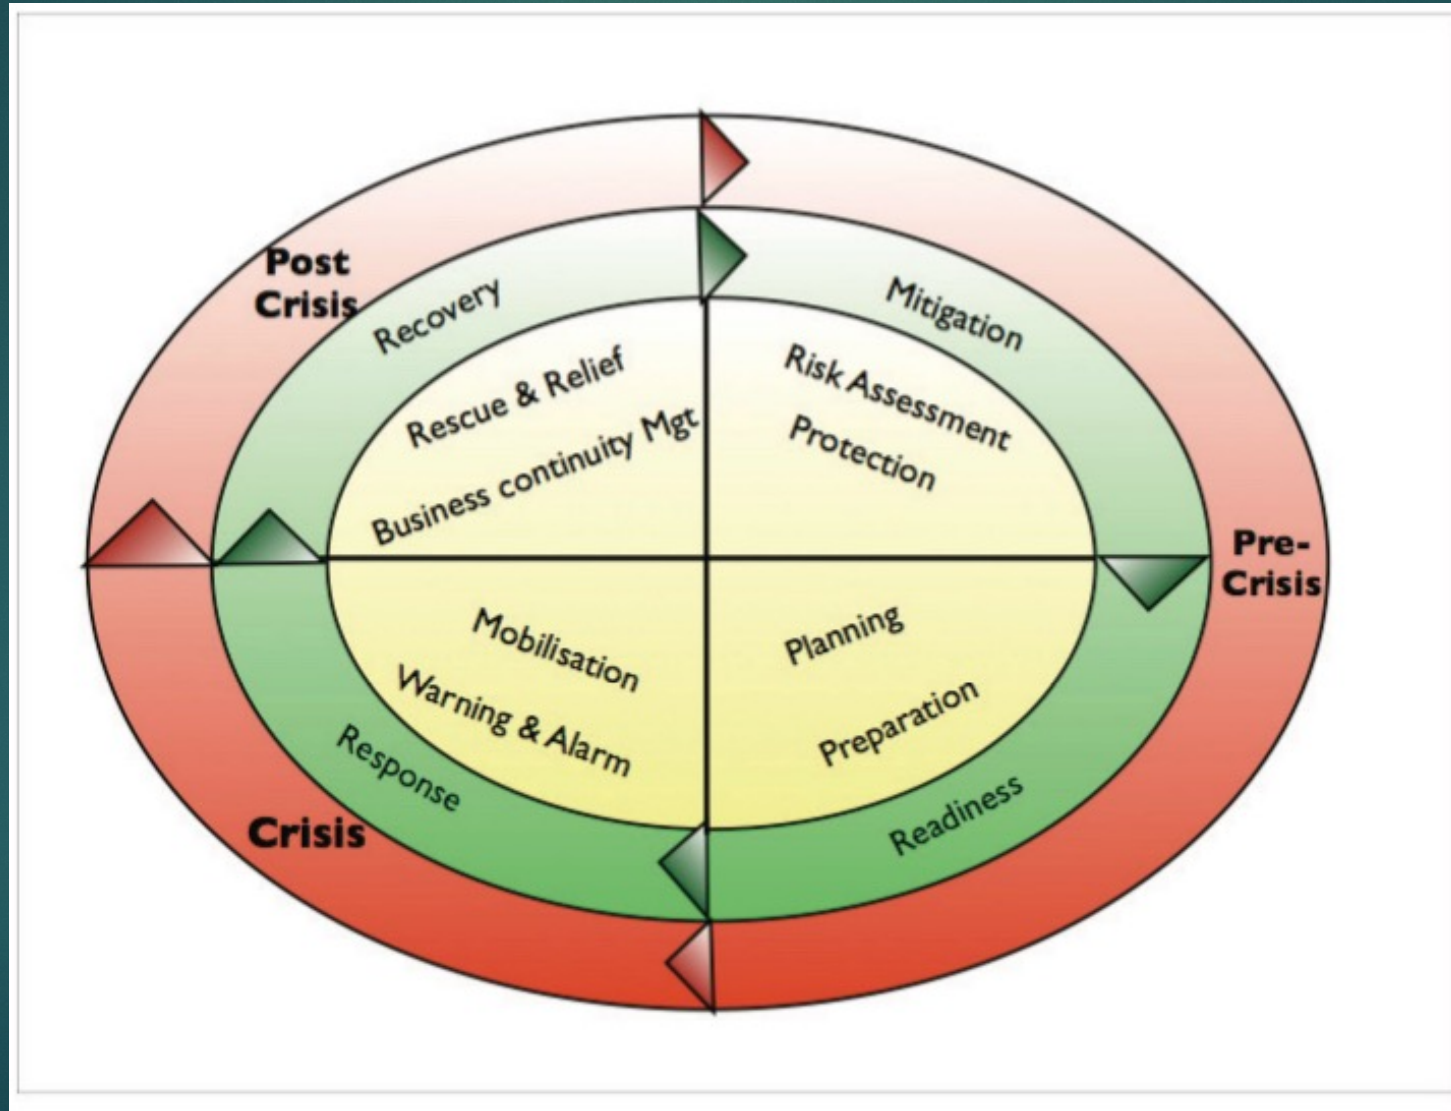 Post
Crisis
Recovery
Mitigation
Rescue & Relief
Business continuity Mgt
Risk Assessment
Protection
Pre-
Crisis
Mobilisation
Warning & Alarm
Planning
Preparation
Response
Readiness
Crisis